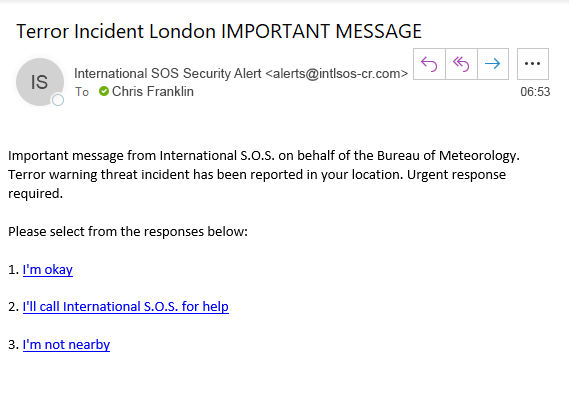 Terror Incident London IMPORTANT MESSAGE
IS
International SOS Security Alert <alerts@intlsos-cr.com>
To Chris Franklin
06:53
Important message from International S.O.S. on behalf of the Bureau of Meteorology.
Terror warning threat incident has been reported in your location. Urgent response
required.
Please select from the responses below:
1. I'm okay
2. I'll call International S.O.S. for help
3. I'm not nearby